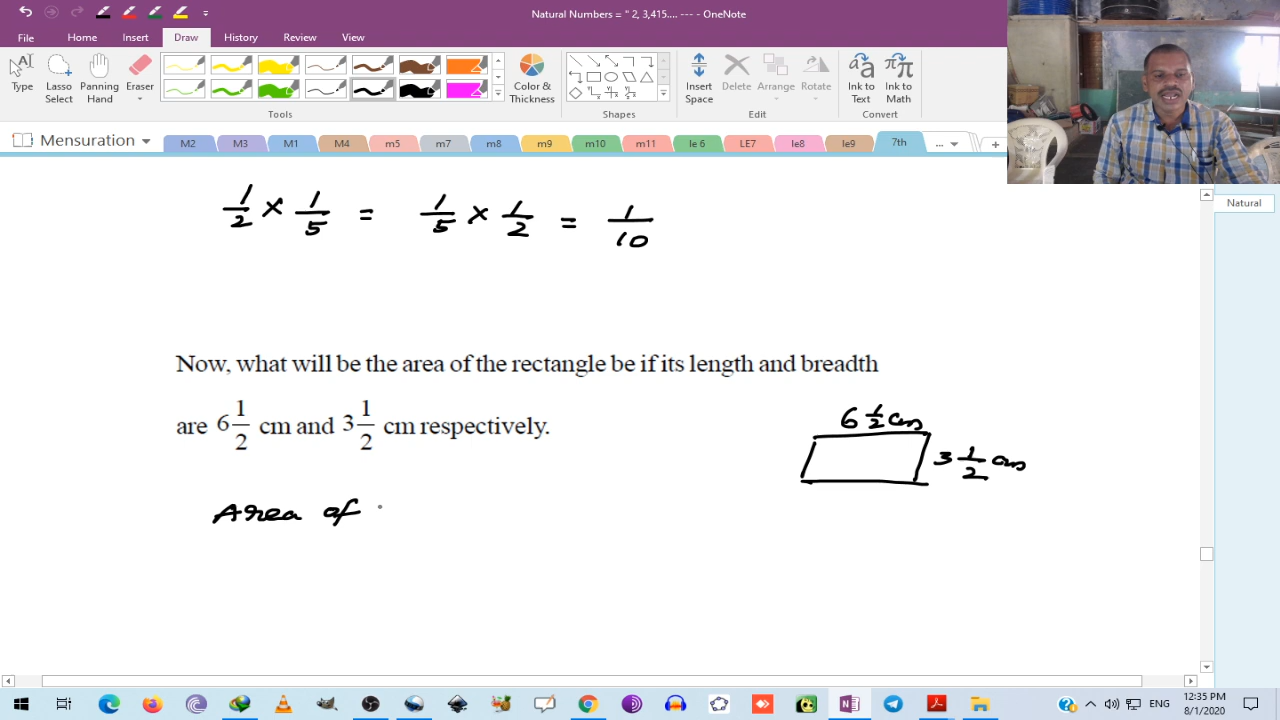 Natural Numbers = " 2, 3,415.... --- - OneNote
File Home Insert Draw History Review View
Type Lasso Select Panning Hand Eraser Color & Thickness Insert Space Delete Arrange Rotate Ink to Text Ink to Math
Tools Shapes Edit Convert
Mensuration M2 M3 M1 M4 m5 m7 m8 m9 m10 m11 le 6 LE7 le8 le9 7th ...
Natural
1/2 × 1/5 = 1/5 × 1/2 = 1/10
Now, what will be the area of the rectangle be if its length and breadth
are 6 1/2 cm and 3 1/2 cm respectively.
6 1/2 cm
3 1/2 cm
Area of
ENG
12:35 PM
8/1/2020